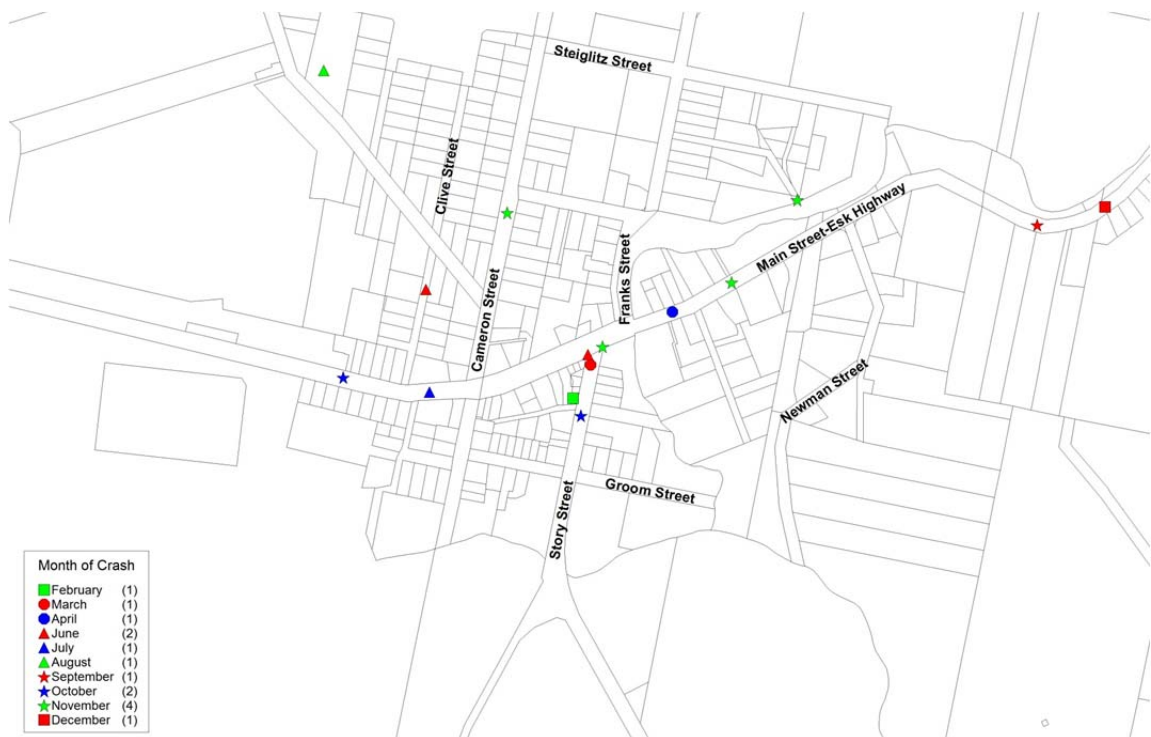 Steiglitz Street
Clive Street
Cameron Street
Franks Street
Main Street-Esk Highway
Newman Street
Groom Street
Story Street
Month of Crash
February (1)
March (1)
April (1)
June (2)
July (1)
August (1)
September (1)
October (2)
November (4)
December (1)